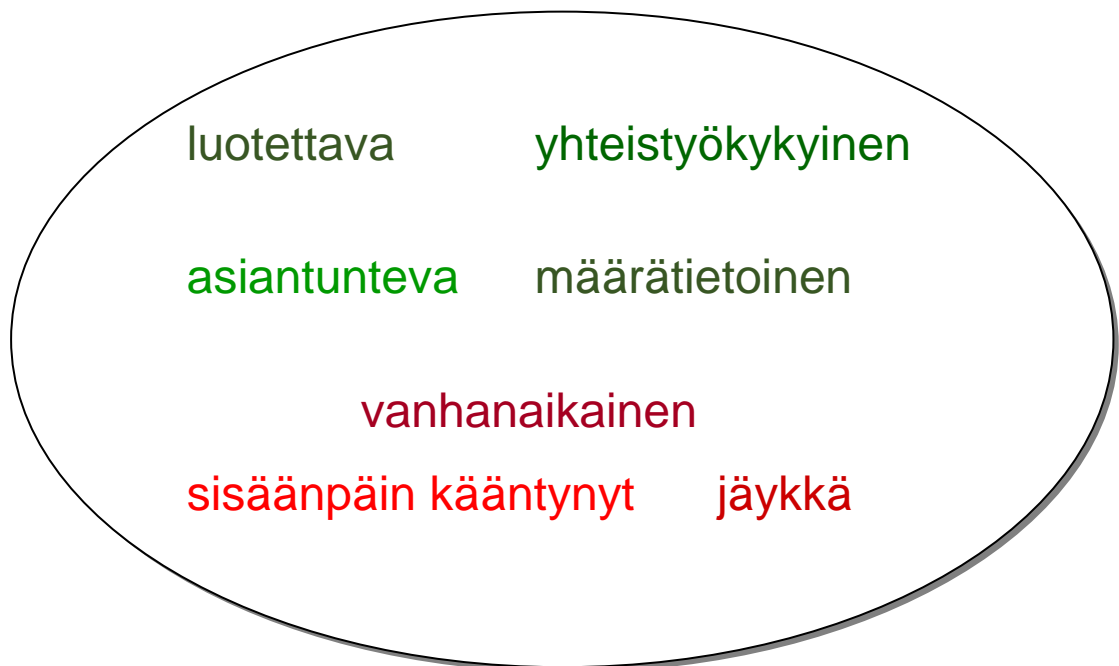 luotettava yhteistyökykyinen
asiantunteva määrätietoinen
vanhanaikainen
sisäänpäin kääntynyt jäykkä